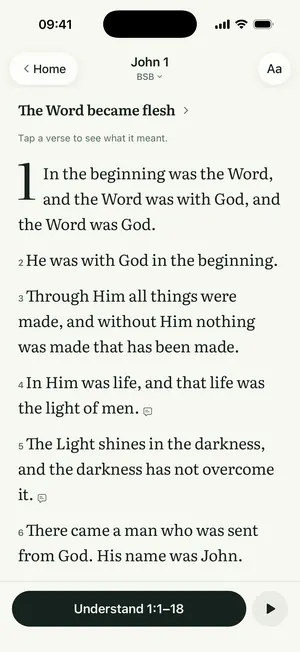 09:41
Home
John 1
BSB
Aa
The Word became flesh
Tap a verse to see what it meant.
1 In the beginning was the Word,
and the Word was with God, and
the Word was God.
2 He was with God in the beginning.
3 Through Him all things were
made, and without Him nothing
was made that has been made.
4 In Him was life, and that life was
the light of men.
5 The Light shines in the darkness,
and the darkness has not overcome
it.
6 There came a man who was sent
from God. His name was John.
Understand 1:1–18